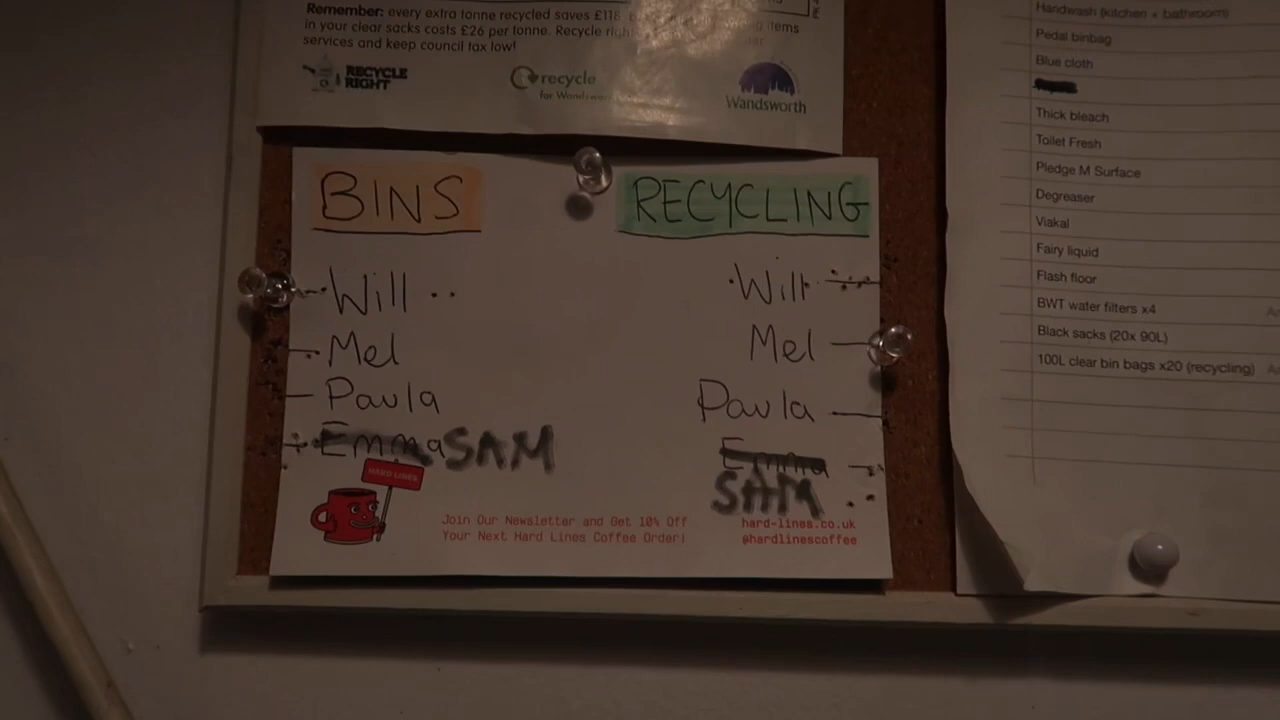 Remember: every extra tonne recycled saves £118
in your clear sacks costs £26 per tonne. Recycle items
services and keep council tax low!
RECYCLE
RIGHT
recycle
for Wandsworth
Wandsworth
BINS
Will
Mel
Paula
Emma SAM
RECYCLING
Will
Mel
Paula
Emma
SAM
HARD LINES
Join Our Newsletter and Get 10% Off
Your Next Hard Lines Coffee Order!
hard-lines.co.uk
@hardlinescoffee
Handwash (kitchen + bathroom)
Pedal binbag
Blue cloth
Thick bleach
Toilet Fresh
Pledge M Surface
Degreaser
Viakal
Fairy liquid
Flash floor
BWT water filters x4
Black sacks (20x 90L)
100L clear bin bags x20 (recycling)